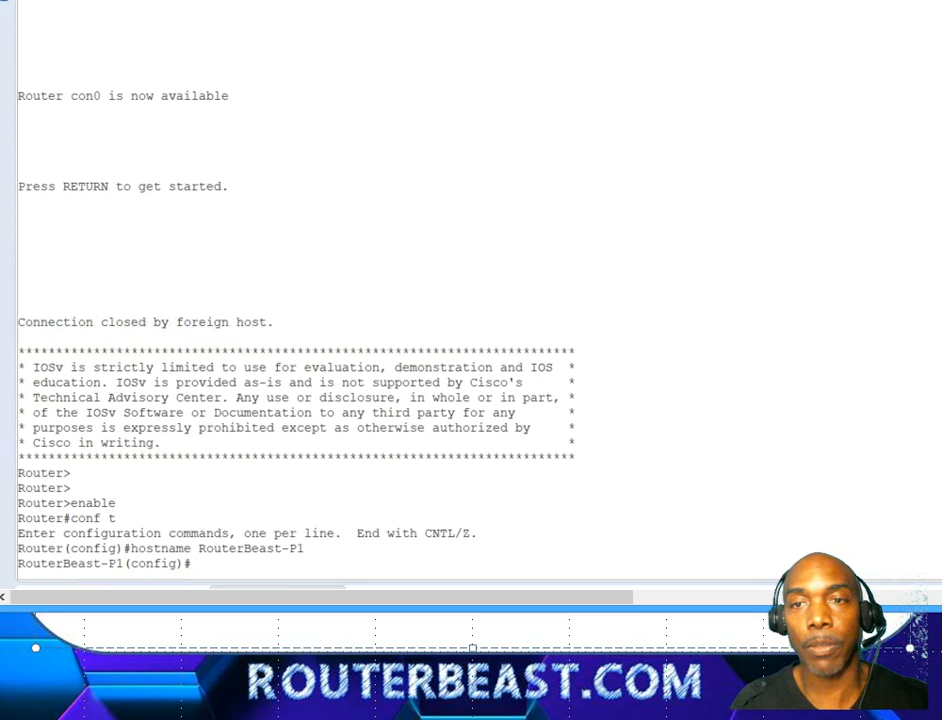 Router con0 is now available
Press RETURN to get started.
Connection closed by foreign host.
**************************************************************************
* IOSv is strictly limited to use for evaluation, demonstration and IOS  *
* education. IOSv is provided as-is and is not supported by Cisco's      *
* Technical Advisory Center. Any use or disclosure, in whole or in part, *
* of the IOSv Software or Documentation to any third party for any       *
* purposes is expressly prohibited except as otherwise authorized by     *
* Cisco in writing.                                                      *
**************************************************************************
Router>
Router>
Router>enable
Router#conf t
Enter configuration commands, one per line.  End with CNTL/Z.
Router(config)#hostname RouterBeast-P1
RouterBeast-P1(config)#
ROUTERBEAST.COM